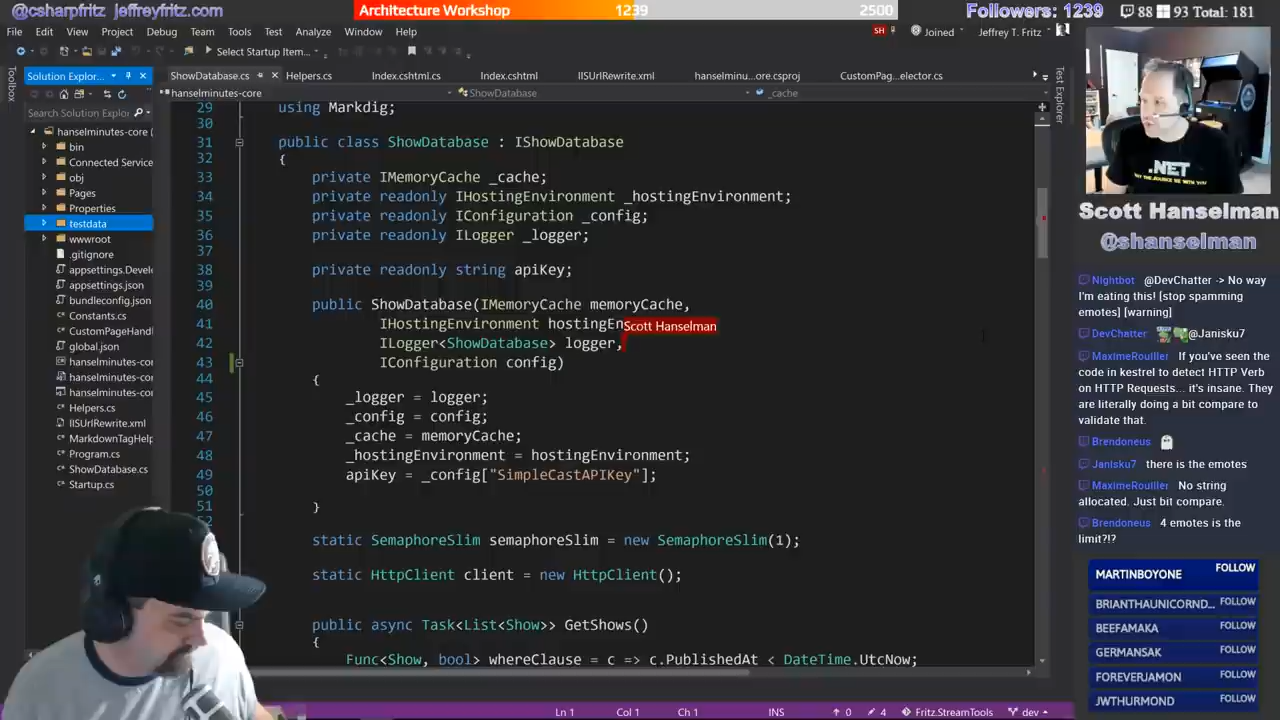 @csharpfritz jeffreyfritz.com
Architecture Workshop
1239
2500
Followers: 1239
88
93 Total: 181
File
Edit
View
Project
Debug
Team
Tools
Test
Analyze
Window
Help
SH
Joined
Jeffrey T. Fritz
Select Startup Item...
Toolbox
Test Explorer
Solution Explor...
Search Solution Explor
hanselminutes-core
bin
Connected Service
obj
Pages
Properties
testdata
wwwroot
.gitignore
appsettings.Devel
appsettings.json
bundleconfig.json
Constants.cs
CustomPageHandl
global.json
hanselminutes-cor
hanselminutes-cor
hanselminutes-cor
Helpers.cs
IISUrlRewrite.xml
MarkdownTagHelp
Program.cs
ShowDatabase.cs
Startup.cs
ShowDatabase.cs
Helpers.cs
Index.cshtml.cs
Index.cshtml
IISUrlRewrite.xml
hanselminu...ore.csproj
CustomPag...elector.cs
hanselminutes-core
ShowDatabase
_cache
29 using Markdig;
30
31 public class ShowDatabase : IShowDatabase
32 {
33 private IMemoryCache _cache;
34 private readonly IHostingEnvironment _hostingEnvironment;
35 private readonly IConfiguration _config;
36 private readonly ILogger _logger;
37
38 private readonly string apiKey;
39
40 public ShowDatabase(IMemoryCache memoryCache,
41 IHostingEnvironment hostingEn
Scott Hanselman
42 ILogger<ShowDatabase> logger,
43 IConfiguration config)
44 {
45 _logger = logger;
46 _config = config;
47 _cache = memoryCache;
48 _hostingEnvironment = hostingEnvironment;
49 apiKey = _config["SimpleCastAPIKey"];
50
51 }
52
static SemaphoreSlim semaphoreSlim = new SemaphoreSlim(1);
static HttpClient client = new HttpClient();
public async Task<List<Show>> GetShows()
{
Func<Show, bool> whereClause = c => c.PublishedAt < DateTime.UtcNow;
Ln 1
Col 1
Ch 1
INS
0
4
Fritz.StreamTools
dev
.NET
Scott Hanselman
@shanselman
Nightbot @DevChatter -> No way
I'm eating this! [stop spamming
emotes] [warning]
DevChatter @Janisku7
MaximeRouiller If you've seen the
code in kestrel to detect HTTP Verb
on HTTP Requests... it's insane. They
are literally doing a bit compare to
validate that.
Brendoneus
Janisku7 there is the emotes
MaximeRouiller No string
allocated. Just bit compare.
Brendoneus 4 emotes is the
limit?!?
MARTINBOYONE FOLLOW
BRIANTHAUNICORND... FOLLOW
BEEFAMAKA FOLLOW
GERMANSAK FOLLOW
FOREVERJAMON FOLLOW
JWTHURMOND FOLLOW